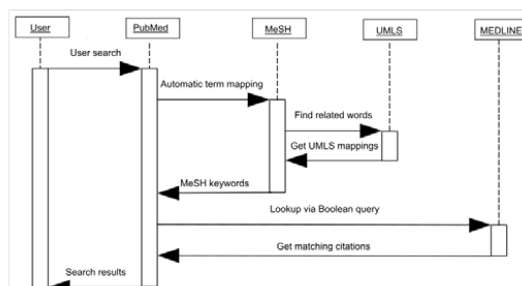 User PubMed MeSH UMLS MEDLINE
User search
Automatic term mapping
Find related words
Get UMLS mappings
MeSH keywords
Lookup via Boolean query
Get matching citations
Search results